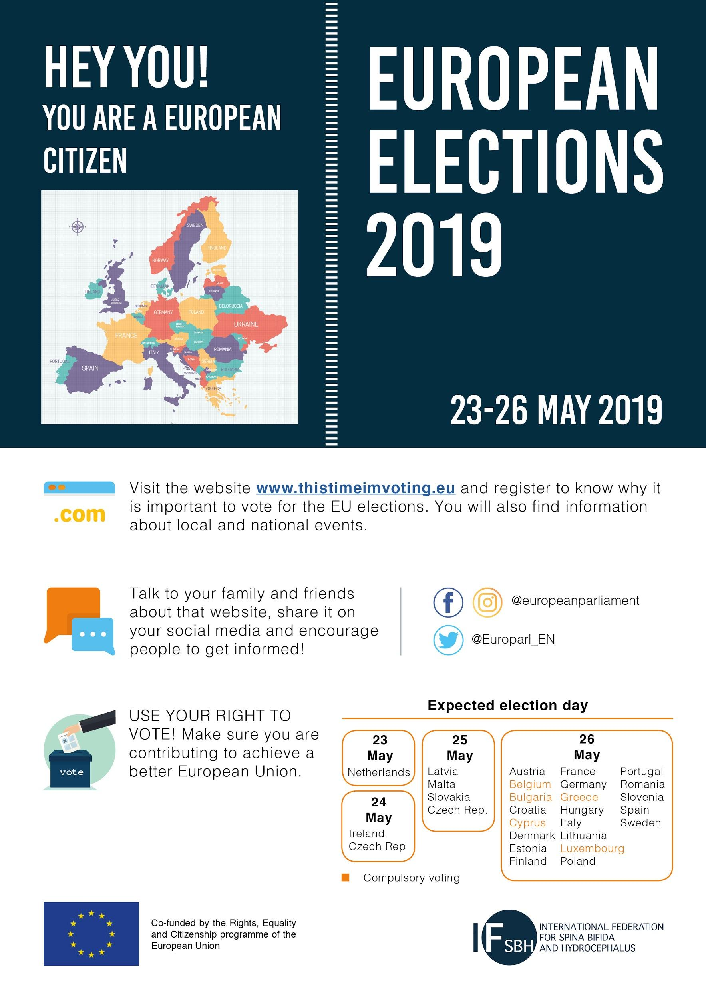 HEY YOU!
YOU ARE A EUROPEAN
CITIZEN
SWEDEN
FINDLAND
NORWAY
ESTONIA
LATVIA
LITHUANIA
DENMARK
IRELAND
UNITED
KINGDOM
NETHERLAND
BELGIUM
GERMANY
POLAND
BELORUSSIA
UKRAINE
CZECH
REPUBLIC
SLOVAKIA
FRANCE
AUSTRIA
SWITZERLAND
HUNGARY
MOLDOVA
ITALY
SLOVENIA
CROATIA
ROMANIA
BOSNIA
SERBIA
PORTUGAL
SPAIN
MONTENEGRO
MACEDONIA
BULGARIA
YUGOSLAVIA
ALBANIA
GREECE
EUROPEAN
ELECTIONS
2019
23-26 MAY 2019
.com
Visit the website www.thistimeimvoting.eu and register to know why it
is important to vote for the EU elections. You will also find information
about local and national events.
Talk to your family and friends
about that website, share it on
your social media and encourage
people to get informed!
@europeanparliament
@Europarl_EN
vote
USE YOUR RIGHT TO
VOTE! Make sure you are
contributing to achieve a
better European Union.
Expected election day
23
May
Netherlands
24
May
Ireland
Czech Rep
25
May
Latvia
Malta
Slovakia
Czech Rep.
26
May
Austria
Belgium
Bulgaria
Croatia
Cyprus
Denmark
Estonia
Finland
France
Germany
Greece
Hungary
Italy
Lithuania
Luxembourg
Poland
Portugal
Romania
Slovenia
Spain
Sweden
Compulsory voting
Co-funded by the Rights, Equality
and Citizenship programme of the
European Union
IFSBH
INTERNATIONAL FEDERATION
FOR SPINA BIFIDA
AND HYDROCEPHALUS